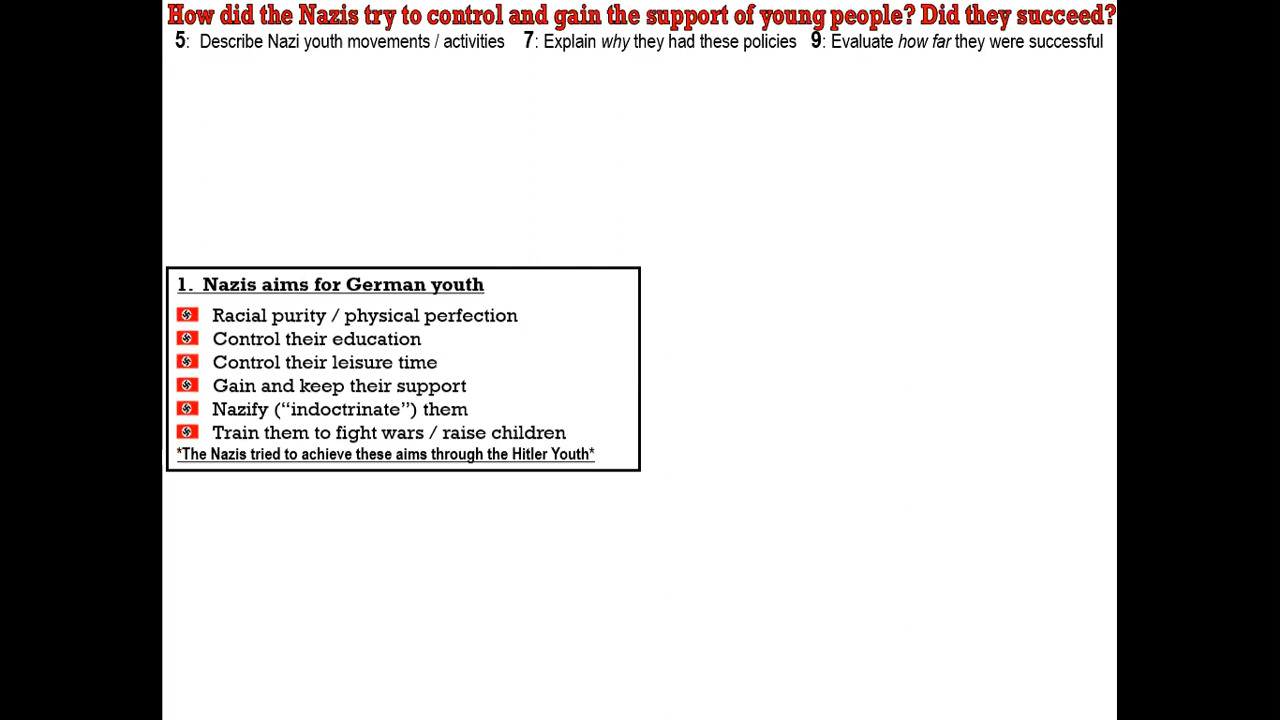 How did the Nazis try to control and gain the support of young people? Did they succeed?
5: Describe Nazi youth movements / activities 7: Explain why they had these policies 9: Evaluate how far they were successful
1. Nazis aims for German youth
Racial purity / physical perfection
Control their education
Control their leisure time
Gain and keep their support
Nazify (“indoctrinate”) them
Train them to fight wars / raise children
*The Nazis tried to achieve these aims through the Hitler Youth*